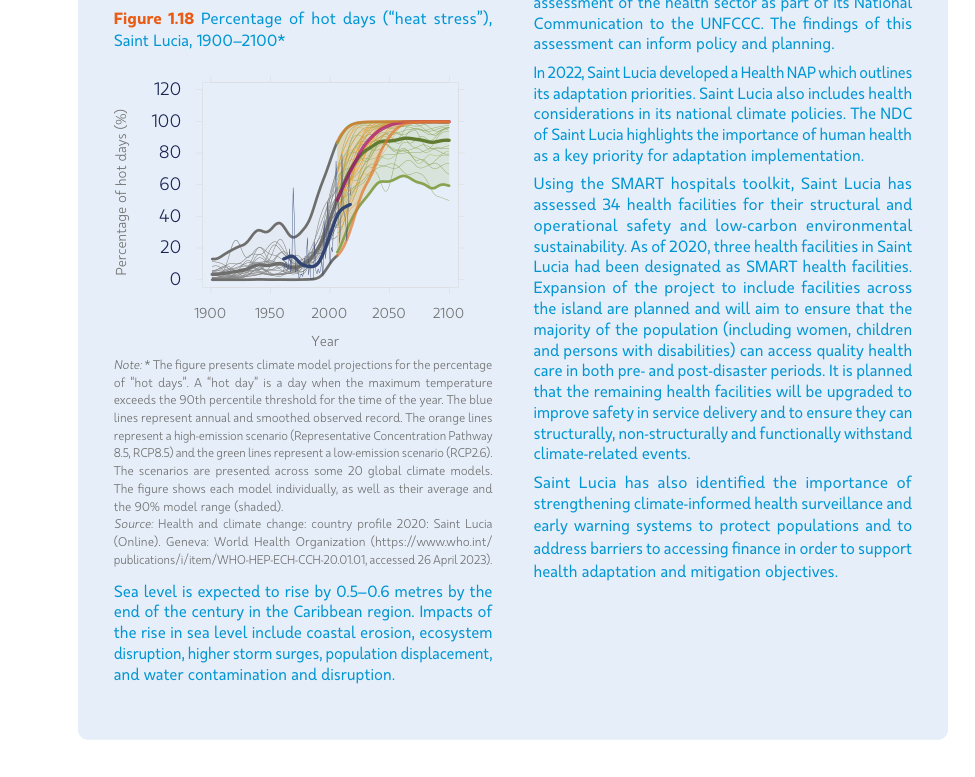 Figure 1.18 Percentage of hot days (“heat stress”),
Saint Lucia, 1900–2100*
Percentage of hot days (%)
120
100
80
60
40
20
0
1900 1950 2000 2050 2100
Year
Note: * The figure presents climate model projections for the percentage
of "hot days". A "hot day" is a day when the maximum temperature
exceeds the 90th percentile threshold for the time of the year. The blue
lines represent annual and smoothed observed record. The orange lines
represent a high-emission scenario (Representative Concentration Pathway
8.5, RCP8.5) and the green lines represent a low-emission scenario (RCP2.6).
The scenarios are presented across some 20 global climate models.
The figure shows each model individually, as well as their average and
the 90% model range (shaded).
Source: Health and climate change: country profile 2020: Saint Lucia
(Online). Geneva: World Health Organization (https://www.who.int/
publications/i/item/WHO-HEP-ECH-CCH-20.01.01, accessed 26 April 2023).
Sea level is expected to rise by 0.5–0.6 metres by the
end of the century in the Caribbean region. Impacts of
the rise in sea level include coastal erosion, ecosystem
disruption, higher storm surges, population displacement,
and water contamination and disruption.
assessment of the health sector as part of its National
Communication to the UNFCCC. The findings of this
assessment can inform policy and planning.
In 2022, Saint Lucia developed a Health NAP which outlines
its adaptation priorities. Saint Lucia also includes health
considerations in its national climate policies. The NDC
of Saint Lucia highlights the importance of human health
as a key priority for adaptation implementation.
Using the SMART hospitals toolkit, Saint Lucia has
assessed 34 health facilities for their structural and
operational safety and low-carbon environmental
sustainability. As of 2020, three health facilities in Saint
Lucia had been designated as SMART health facilities.
Expansion of the project to include facilities across
the island are planned and will aim to ensure that the
majority of the population (including women, children
and persons with disabilities) can access quality health
care in both pre- and post-disaster periods. It is planned
that the remaining health facilities will be upgraded to
improve safety in service delivery and to ensure they can
structurally, non-structurally and functionally withstand
climate-related events.
Saint Lucia has also identified the importance of
strengthening climate-informed health surveillance and
early warning systems to protect populations and to
address barriers to accessing finance in order to support
health adaptation and mitigation objectives.